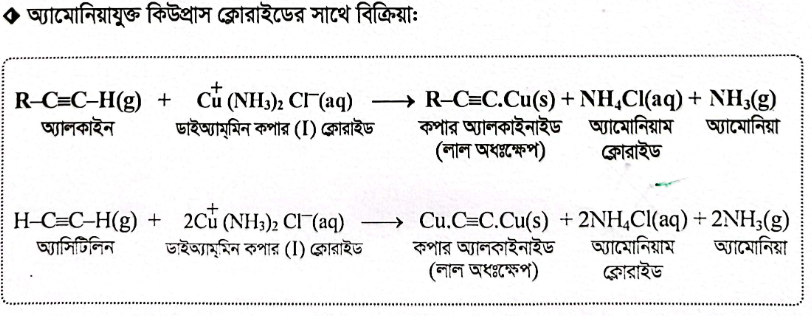 ❖ অ্যামোনিয়াযুক্ত কিউপ্রাস ক্লোরাইডের সাথে বিক্রিয়াঃ
R–C≡C–H(g) + Cu⁺(NH₃)₂ Cl⁻(aq) ⟶ R–C≡C.Cu(s) + NH₄Cl(aq) + NH₃(g)
অ্যালকাইন ডাইঅ্যাম্মিন কপার (I) ক্লোরাইড কপার অ্যালকাইনাইড অ্যামোনিয়াম অ্যামোনিয়া
(লাল অধঃক্ষেপ) ক্লোরাইড
H–C≡C–H(g) + 2Cu⁺(NH₃)₂ Cl⁻(aq) ⟶ Cu.C≡C.Cu(s) + 2NH₄Cl(aq) + 2NH₃(g)
অ্যাসিটিলিন ডাইঅ্যাম্মিন কপার (I) ক্লোরাইড কপার অ্যালকাইনাইড অ্যামোনিয়াম অ্যামোনিয়া
(লাল অধঃক্ষেপ) ক্লোরাইড